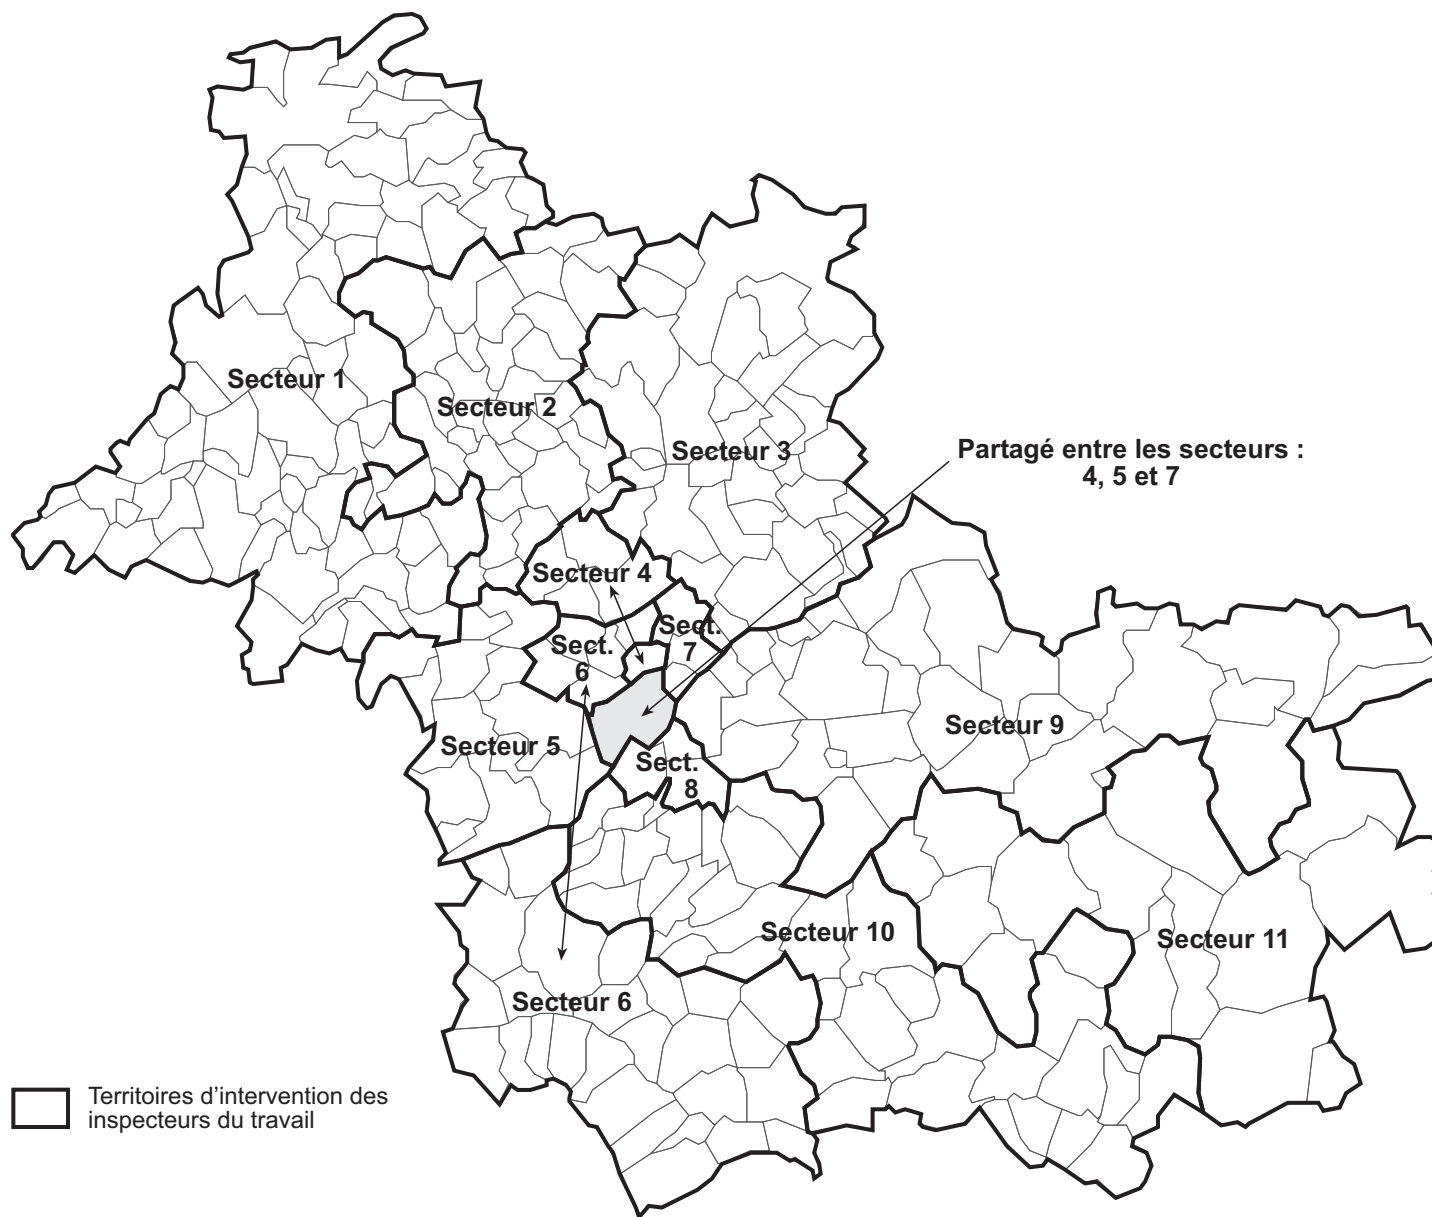 Secteur 1
Secteur 2
Secteur 3
Partagé entre les secteurs :
4, 5 et 7
Secteur 4
Sect.
7
Sect.
6
Secteur 5
Secteur 9
Sect.
8
Secteur 10
Secteur 11
Secteur 6
Territoires d'intervention des
inspecteurs du travail